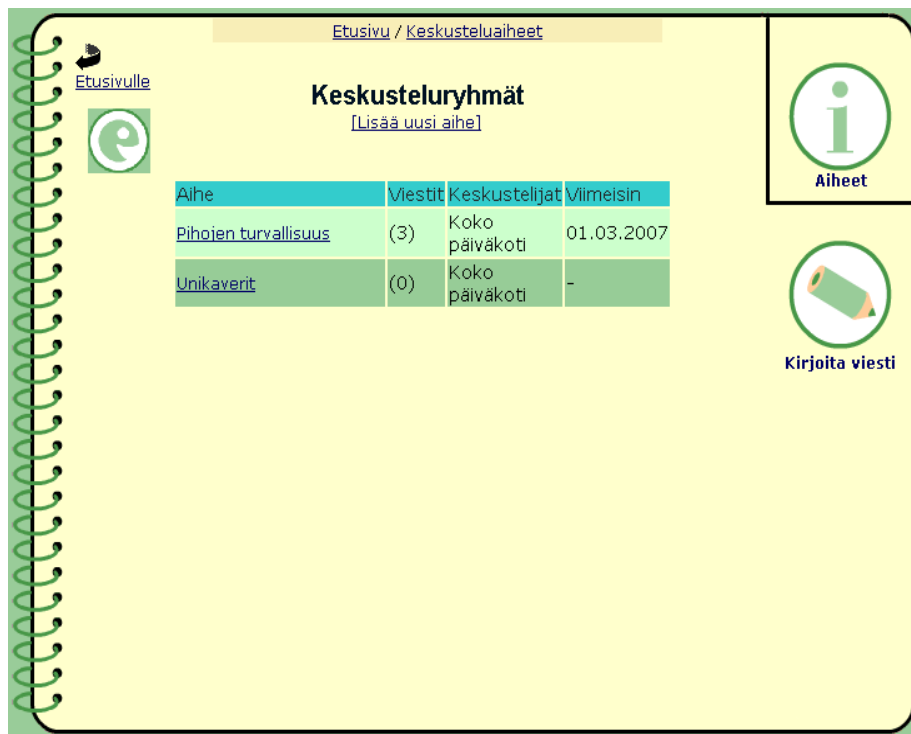 Etusivu / Keskusteluaiheet
Etusivulle
Keskusteluryhmät
[Lisää uusi aihe]
Aiheet
Aihe Viestit Keskustelijat Viimeisin
Pihojen turvallisuus (3) Koko päiväkoti 01.03.2007
Unikaverit (0) Koko päiväkoti -
Kirjoita viesti